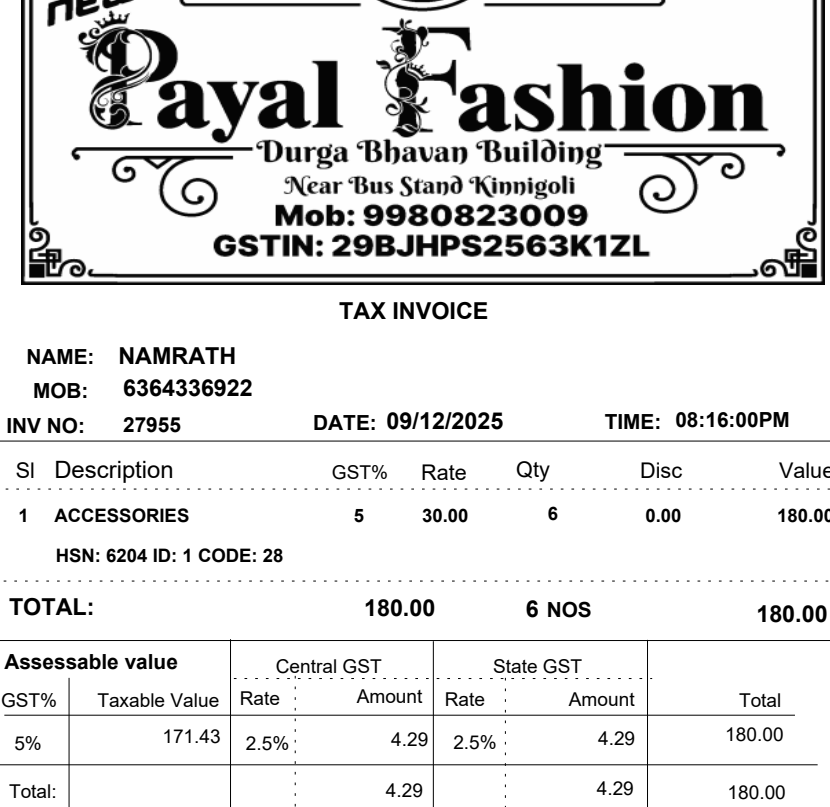 new
Payal Fashion
Durga Bhavan Building
Near Bus Stand Kinnigoli
Mob: 9980823009
GSTIN: 29BJHPS2563K1ZL
TAX INVOICE
NAME: NAMRATH
MOB: 6364336922
INV NO: 27955 DATE: 09/12/2025 TIME: 08:16:00PM
Sl Description GST% Rate Qty Disc Value
1 ACCESSORIES 5 30.00 6 0.00 180.00
HSN: 6204 ID: 1 CODE: 28
TOTAL: 180.00 6 NOS 180.00
Assessable value Central GST State GST
GST% Taxable Value Rate Amount Rate Amount Total
5% 171.43 2.5% 4.29 2.5% 4.29 180.00
Total: 4.29 4.29 180.00